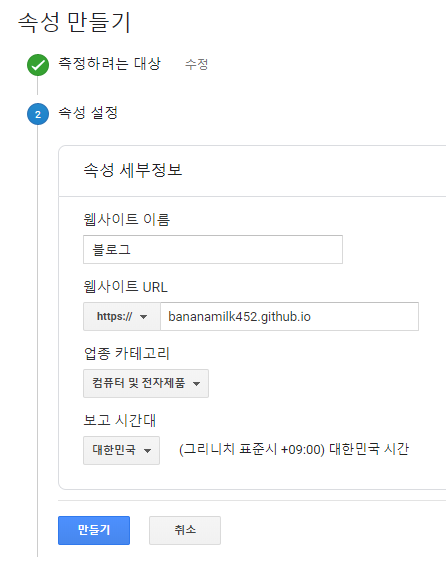 속성 만들기
측정하려는 대상 수정
2 속성 설정
속성 세부정보
웹사이트 이름
블로그
웹사이트 URL
https:// bananamilk452.github.io
업종 카테고리
컴퓨터 및 전자제품
보고 시간대
대한민국 (그리니치 표준시 +09:00) 대한민국 시간
만들기 취소